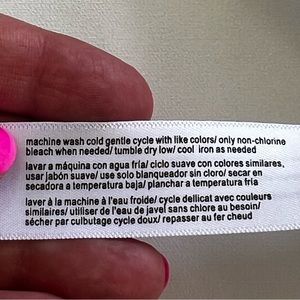 machine wash cold gentle cycle with like colors/ only non-chlorine
bleach when needed/ tumble dry low/ cool iron as needed
lavar a máquina con agua fría/ ciclo suave con colores similares,
usar jabón suave/ use solo blanqueador sin cloro/ secar en
secadora a temperatura baja/ planchar a temperatura fría
laver à la machine à l'eau froide/ cycle dellicat avec couleurs
similaires/ utiliser de l'eau de javel sans chlore au besoin/
sécher par culbutage cycle doux/ repasser au fer cheud